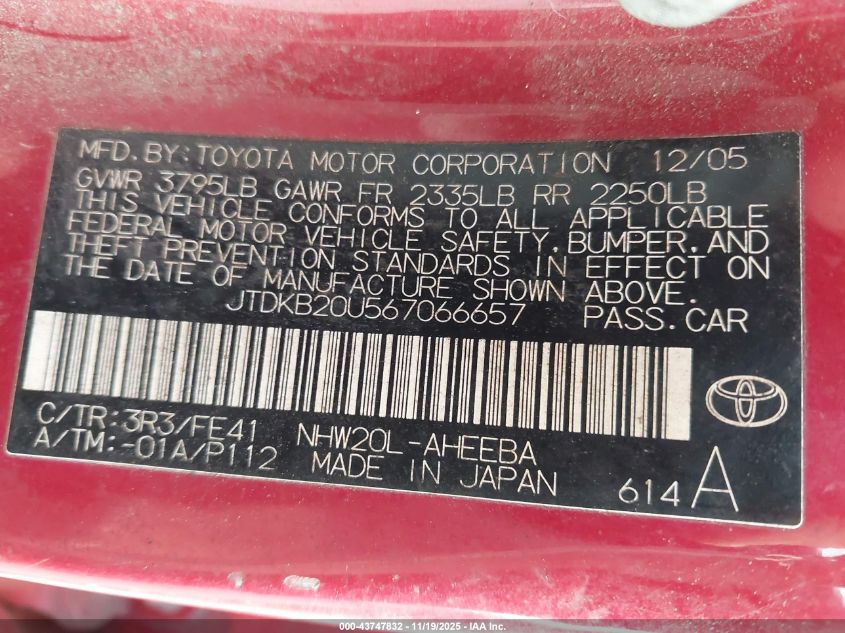 MFD. BY: TOYOTA MOTOR CORPORATION 12/05
GVWR 3795LB GAWR FR 2335LB RR 2250LB
THIS VEHICLE CONFORMS TO ALL APPLICABLE
FEDERAL MOTOR VEHICLE SAFETY, BUMPER, AND
THEFT PREVENTION STANDARDS IN EFFECT ON
THE DATE OF MANUFACTURE SHOWN ABOVE.
JTDKB20U567066657 PASS. CAR
C/TR: 3R3/FE41 NHW20L-AHEEBA
A/TM: -01A/P112 MADE IN JAPAN 614 A
000-43747832 - 11/19/2025 - IAA Inc.